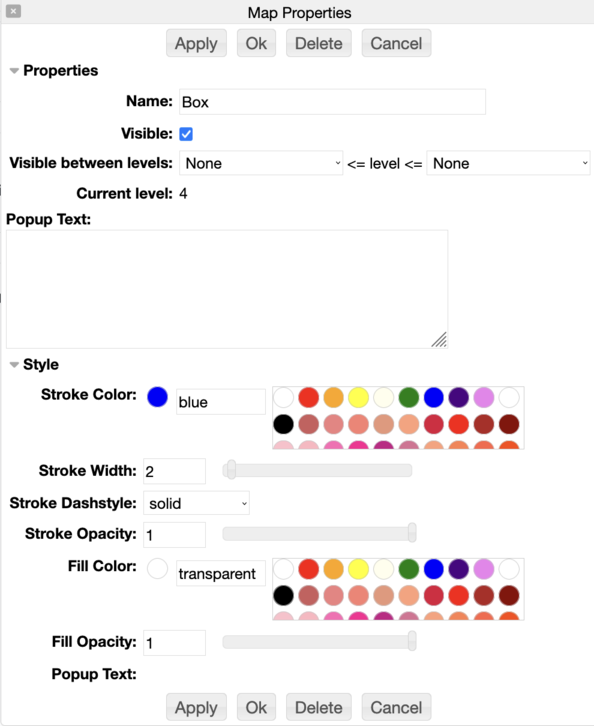 Map Properties
Apply Ok Delete Cancel
Properties
Name: Box
Visible:
Visible between levels: None <= level <= None
Current level: 4
Popup Text:
Style
Stroke Color: blue
Stroke Width: 2
Stroke Dashstyle: solid
Stroke Opacity: 1
Fill Color: transparent
Fill Opacity: 1
Popup Text:
Apply Ok Delete Cancel